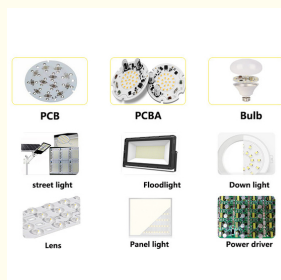 PCB
PCBA
Bulb
street light
Floodlight
Down light
Lens
Panel light
Power driver